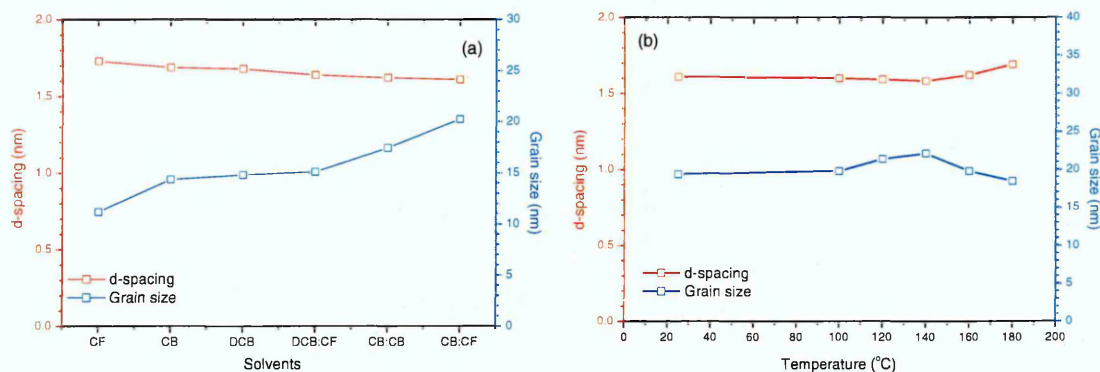 (a)
2.0
1.5
1.0
0.5
0.0
d-spacing (nm)
30
25
20
15
10
5
0
Grain size (nm)
d-spacing
Grain size
CF CB DCB DCB:CF CB:CB CB:CF
Solvents
(b)
2.0
1.5
1.0
0.5
0.0
d-spacing (nm)
40
35
30
25
20
15
10
5
0
Grain size (nm)
d-spacing
Grain size
0 20 40 60 80 100 120 140 160 180 200
Temperature (°C)